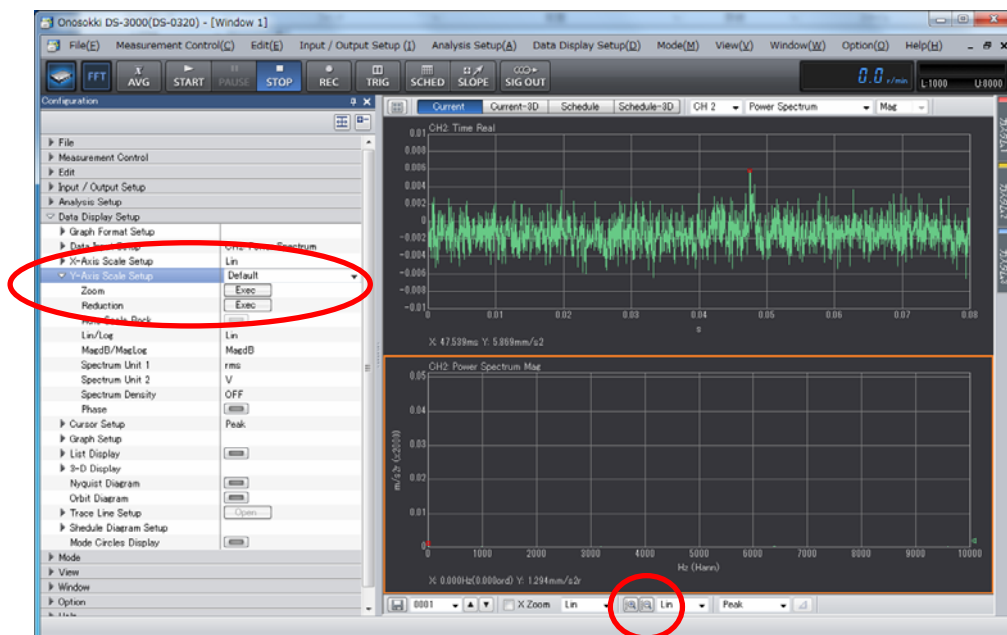 Onosokki DS-3000(DS-0320) - [Window 1]
File(E) Measurement Control(C) Edit(E) Input / Output Setup (I) Analysis Setup(A) Data Display Setup(D) Mode(M) View(V) Window(W) Option(O) Help(H)
FFT AVG START PAUSE STOP REC TRIG SCHED SLOPE SIG OUT 0.0 r/min L:1000 U:8000
Configuration
Current Current-3D Schedule Schedule-3D CH 2 Power Spectrum Mag
File
Measurement Control
Edit
Input / Output Setup
Analysis Setup
Data Display Setup
Graph Format Setup
Data Input Setup CH2: Power Spectrum
X-Axis Scale Setup Lin
Y-Axis Scale Setup Default
Zoom Exec
Reduction Exec
Lin/Log Lin
MagdB/MagLog MagdB
Spectrum Unit 1 rms
Spectrum Unit 2 V
Spectrum Density OFF
Phase
Cursor Setup Peak
Graph Setup
List Display
3-D Display
Nyquist Diagram
Orbit Diagram
Trace Line Setup Open
Shedule Diagram Setup
Mode Circles Display
Mode
View
Window
Option
CH2: Time Real
0.01
0.008
0.006
0.004
0.002
0
-0.002
-0.004
-0.006
-0.008
-0.01
0 0.01 0.02 0.03 0.04 0.05 0.06 0.07 0.08
s
X: 47.539ms Y: 5.869mm/s2
CH2: Power Spectrum Mag
0.05
0.04
0.03
0.02
0.01
0
m/s2r (x2000)
0 1000 2000 3000 4000 5000 6000 7000 8000 9000 10000
Hz (Hann)
X: 0.000Hz(0.000ord) Y: 1.294mm/s2r
0001 X Zoom Lin Lin Peak